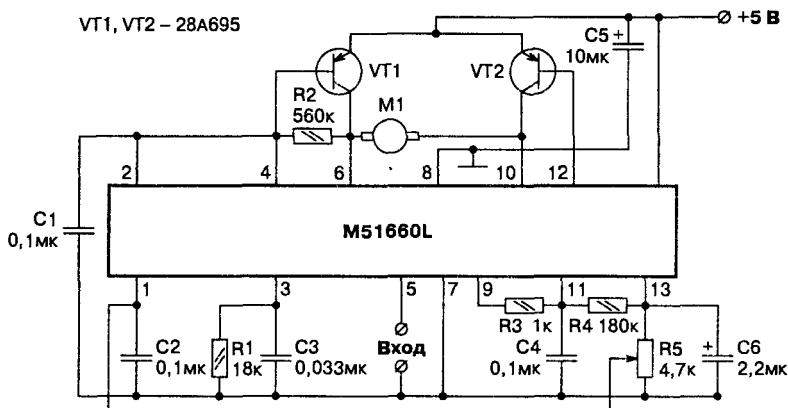 VT1, VT2 – 28A695
+5 В
C5 +
10мк
VT1
VT2
R2
560к
M1
2
4
6
8
10
12
C1
0,1мк
M51660L
1
3
5
7
9
11
13
C2
0,1мк
R1
18к
C3
0,033мк
Вход
R3 1к
C4
0,1мк
R4 180к
R5
4,7к
+
C6
2,2мк